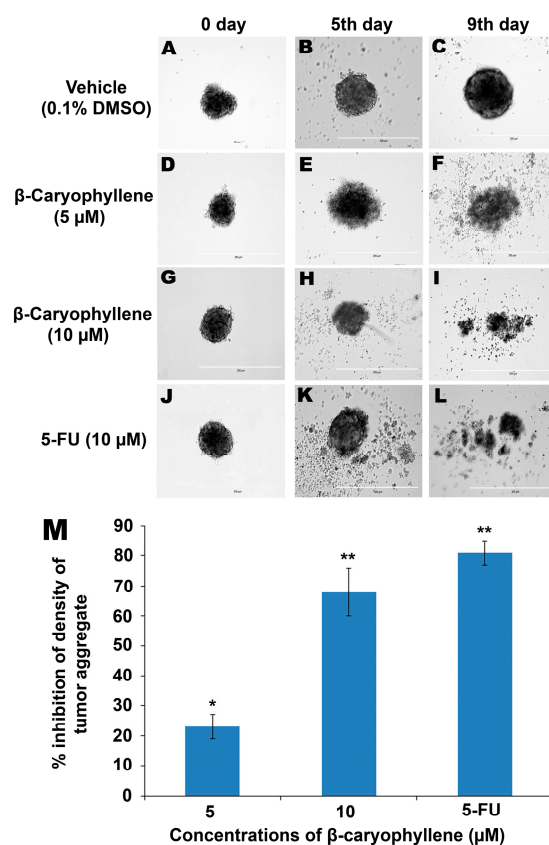 0 day 5th day 9th day
Vehicle
(0.1% DMSO)
A B C
β-Caryophyllene
(5 µM)
D E F
β-Caryophyllene
(10 µM)
G H I
5-FU (10 µM)
J K L
M
% inhibition of density of
tumor aggregate
90
80
70
60
50
40
30
20
10
0
* ** **
5 10 5-FU
Concentrations of β-caryophyllene (µM)